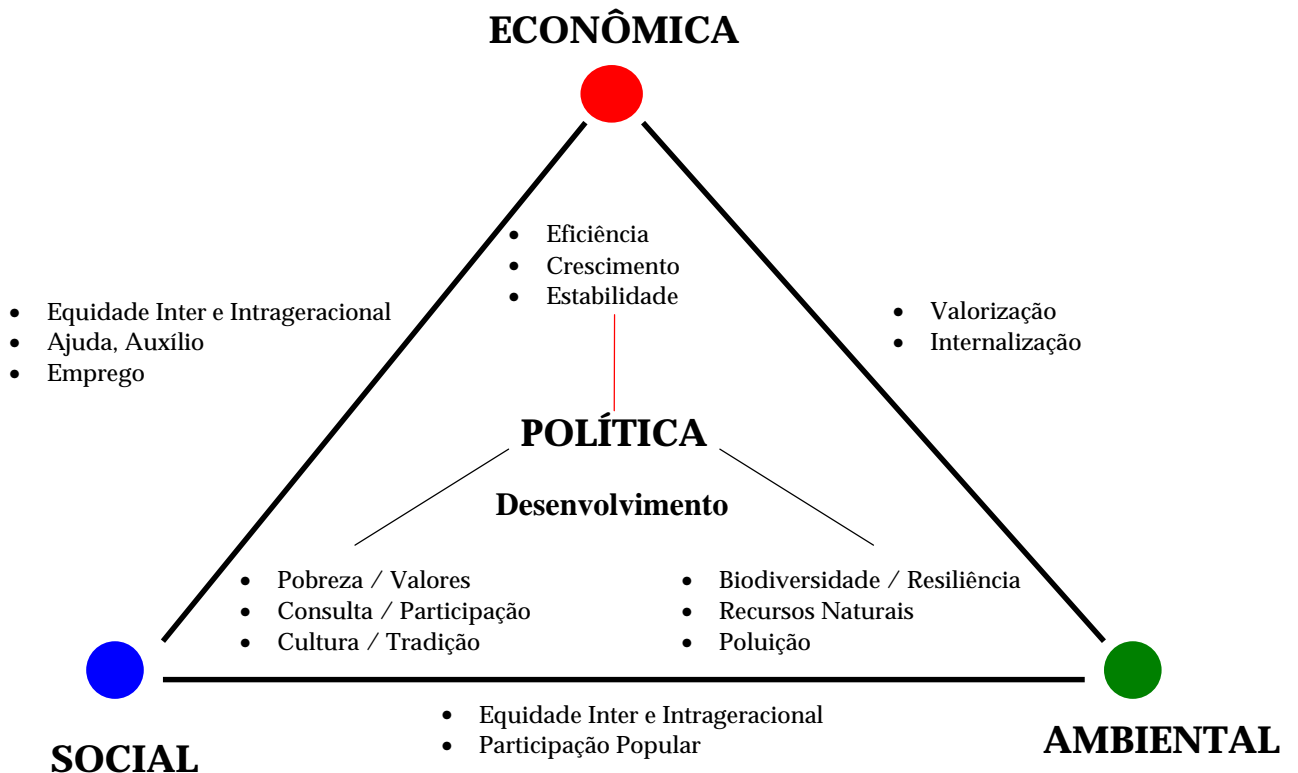 ECONÔMICA
• Eficiência
• Crescimento
• Estabilidade
• Equidade Inter e Intrageracional
• Ajuda, Auxílio
• Emprego
• Valorização
• Internalização
POLÍTICA
Desenvolvimento
• Pobreza / Valores
• Consulta / Participação
• Cultura / Tradição
• Biodiversidade / Resiliência
• Recursos Naturais
• Poluição
• Equidade Inter e Intrageracional
• Participação Popular
SOCIAL
AMBIENTAL